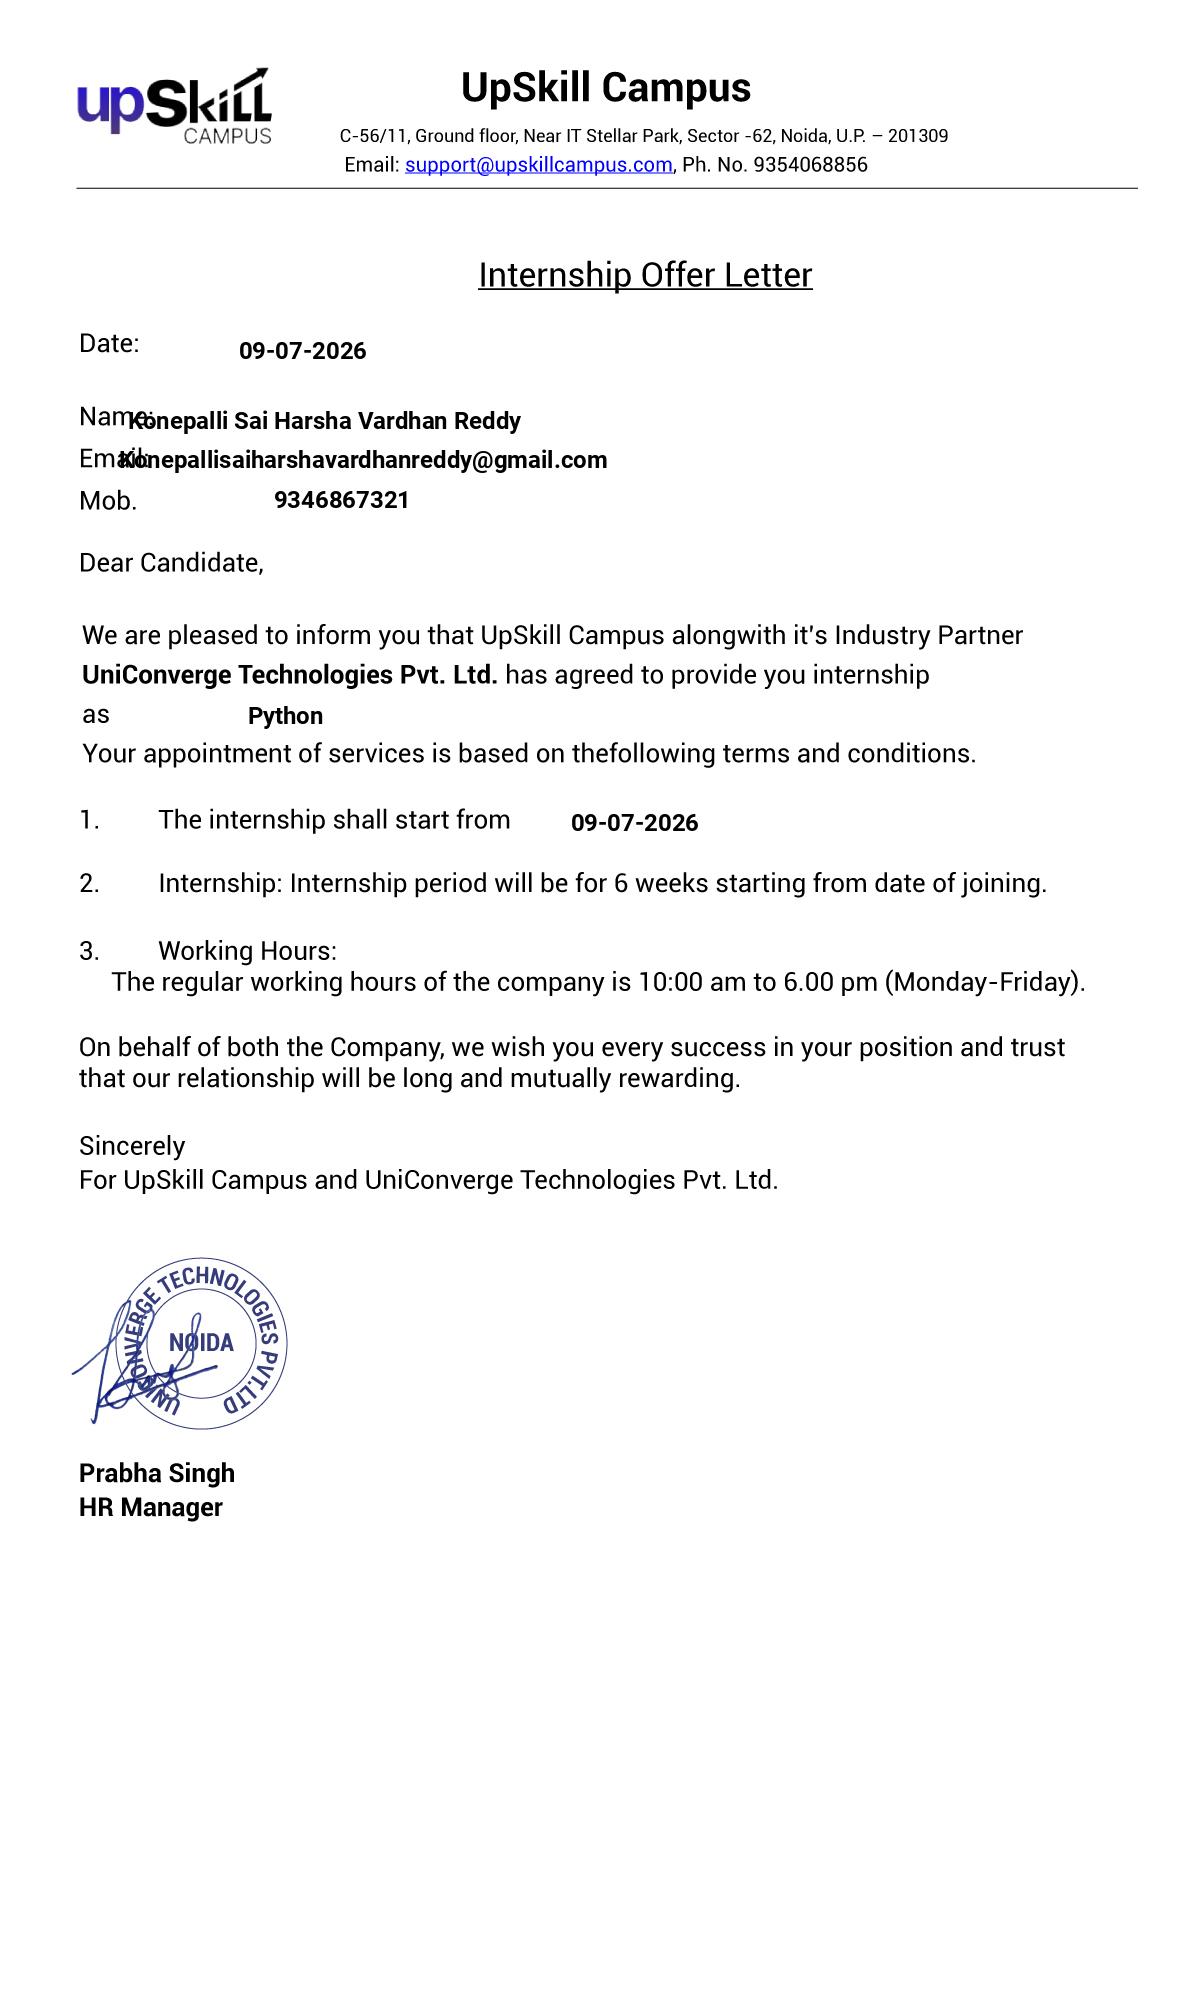 upSkill
CAMPUS
UpSkill Campus
C-56/11, Ground floor, Near IT Stellar Park, Sector -62, Noida, U.P. – 201309
Email: support@upskillcampus.com, Ph. No. 9354068856
Internship Offer Letter
Date: 09-07-2026
Name: Konepalli Sai Harsha Vardhan Reddy
Email: Konepallisaiharshavardhanreddy@gmail.com
Mob. 9346867321
Dear Candidate,
We are pleased to inform you that UpSkill Campus alongwith it's Industry Partner
UniConverge Technologies Pvt. Ltd. has agreed to provide you internship
as Python
Your appointment of services is based on thefollowing terms and conditions.
1. The internship shall start from 09-07-2026
2. Internship: Internship period will be for 6 weeks starting from date of joining.
3. Working Hours:
The regular working hours of the company is 10:00 am to 6.00 pm (Monday-Friday).
On behalf of both the Company, we wish you every success in your position and trust
that our relationship will be long and mutually rewarding.
Sincerely
For UpSkill Campus and UniConverge Technologies Pvt. Ltd.
UNICONVERGE TECHNOLOGIES PVT.LTD
NOIDA
Prabha Singh
HR Manager